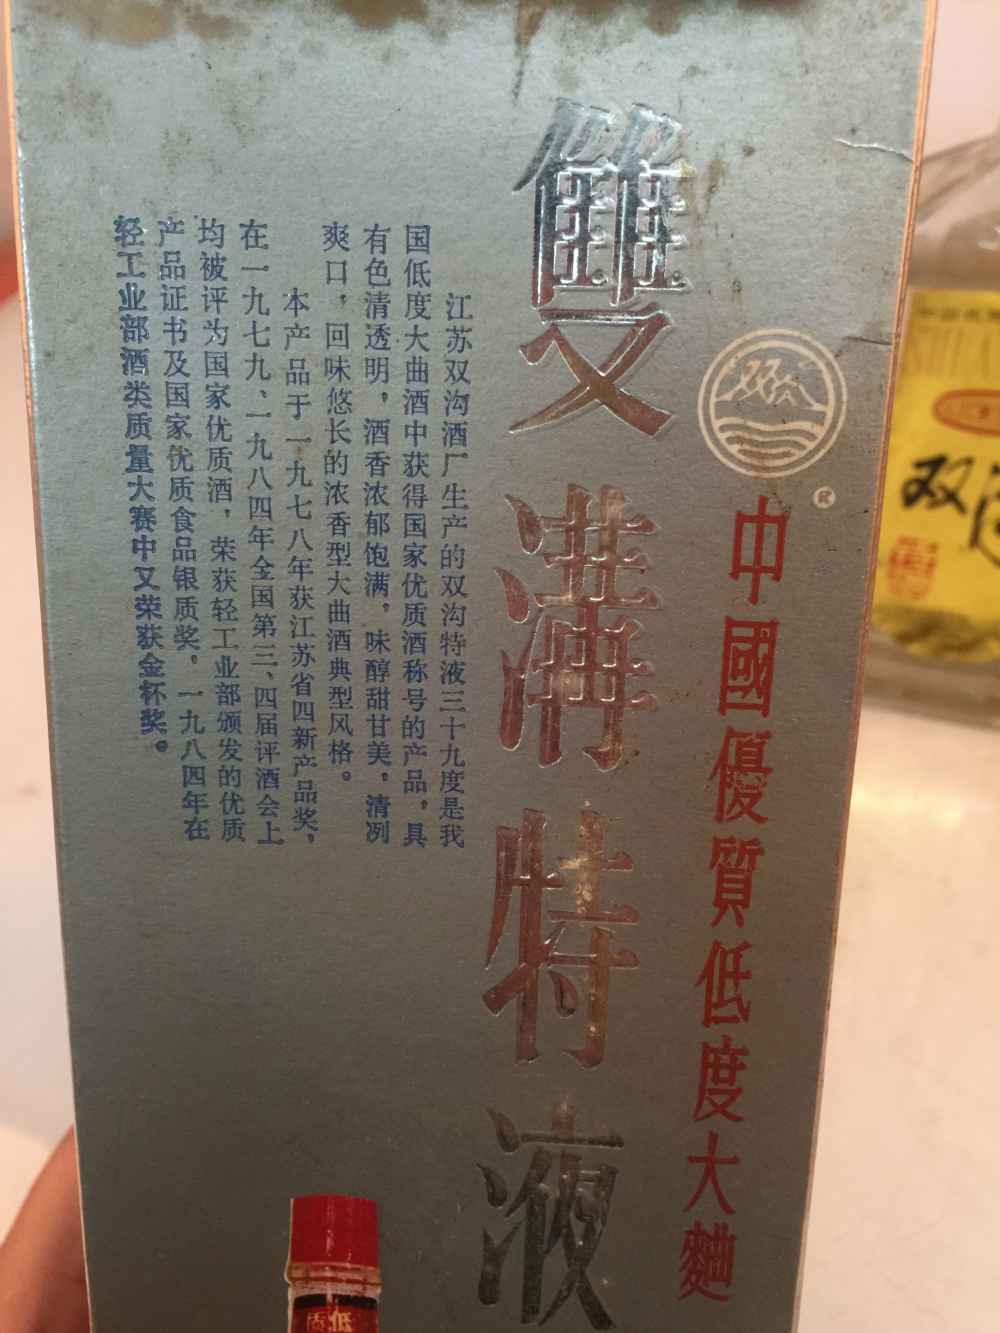 双沟
®
中國優質低度大麯
雙溝特液
江苏双沟酒厂生产的双沟特液三十九度是我
国低度大曲酒中获得国家优质酒称号的产品，具
有色清透明，酒香浓郁饱满，味醇甜甘美，清冽
爽口，回味悠长的浓香型大曲酒典型风格。
本产品于一九七八年获江苏省四新产品奖，
在一九七九、一九八四年全国第三、四届评酒会上
均被评为国家优质酒，荣获轻工业部颁发的优质
产品证书及国家优质食品银质奖，一九八四年在
轻工业部酒类质量大赛中又荣获金杯奖。
质低
双沟